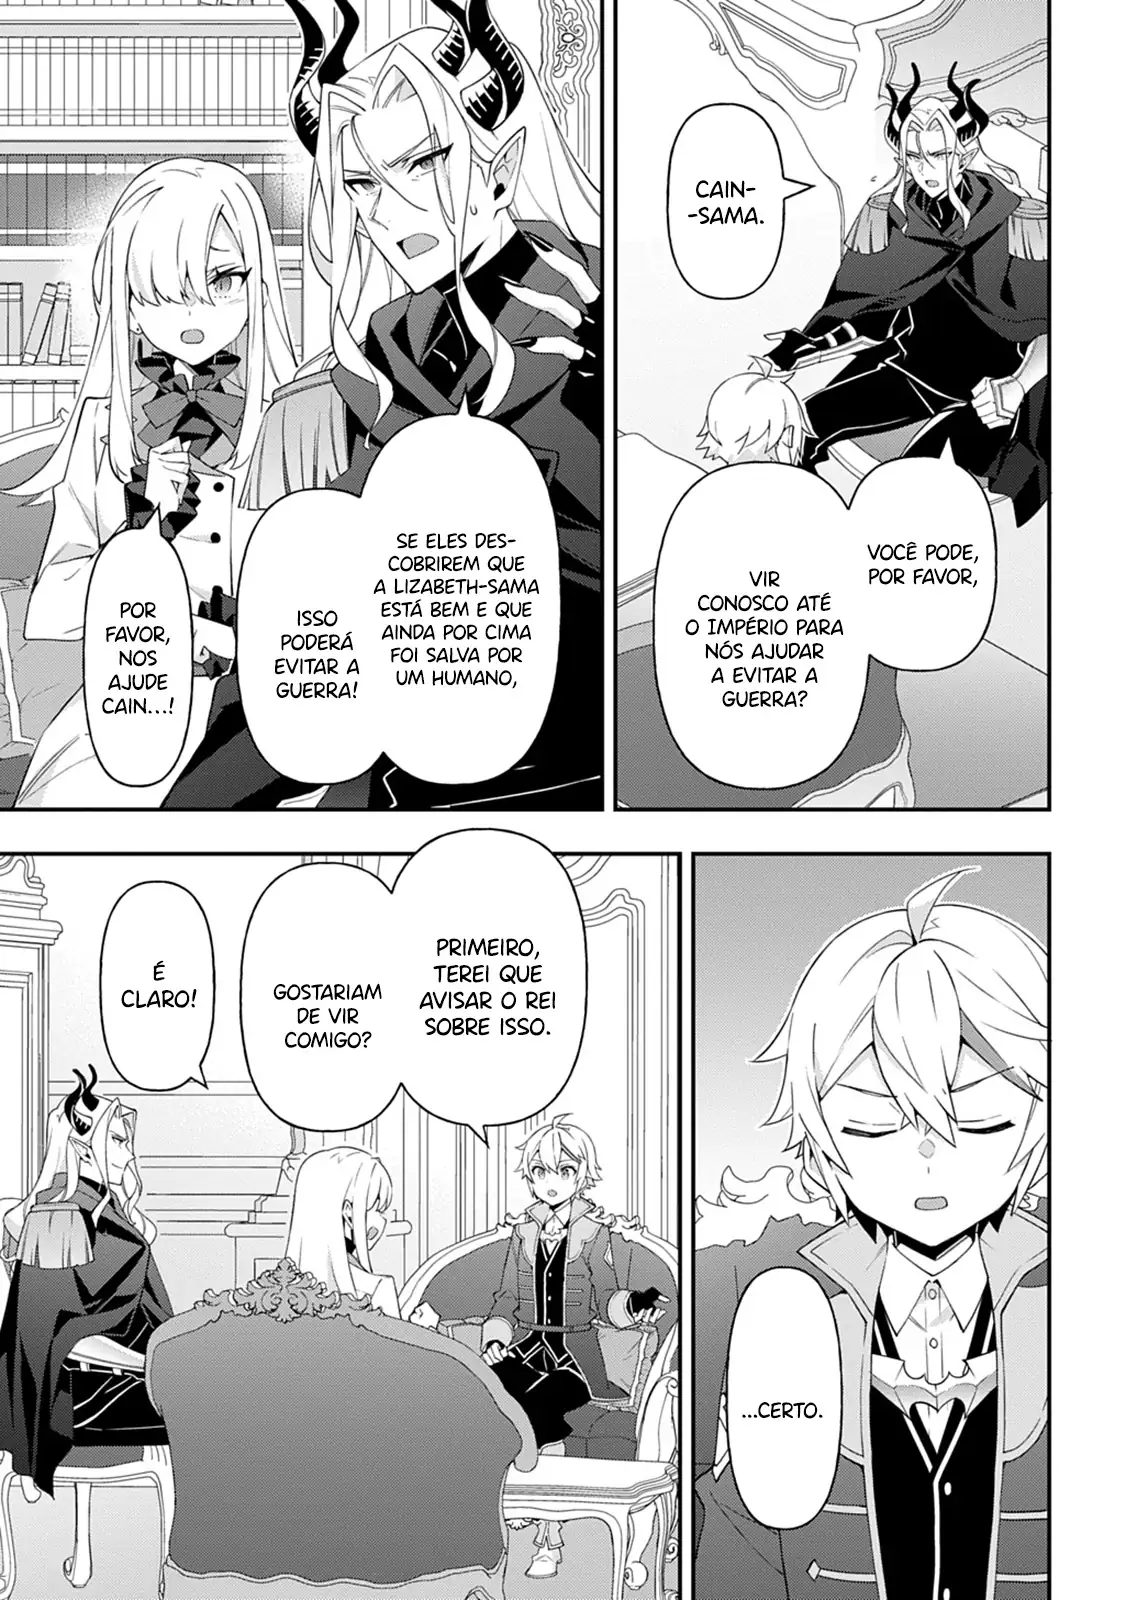 CAIN-
-SAMA.
VOCÊ PODE,
POR FAVOR,
VIR
CONOSCO ATÉ
O IMPÉRIO PARA
NÓS AJUDAR
A EVITAR A
GUERRA?
SE ELES DES-
COBRIREM QUE
A LIZABETH-SAMA
ESTÁ BEM E QUE
AINDA POR CIMA
FOI SALVA POR
UM HUMANO,
ISSO
PODERÁ
EVITAR A
GUERRA!
POR
FAVOR,
NOS
AJUDE
CAIN...!
...CERTO.
PRIMEIRO,
TEREI QUE
AVISAR O REI
SOBRE ISSO.
GOSTARIAM
DE VIR
COMIGO?
É
CLARO!